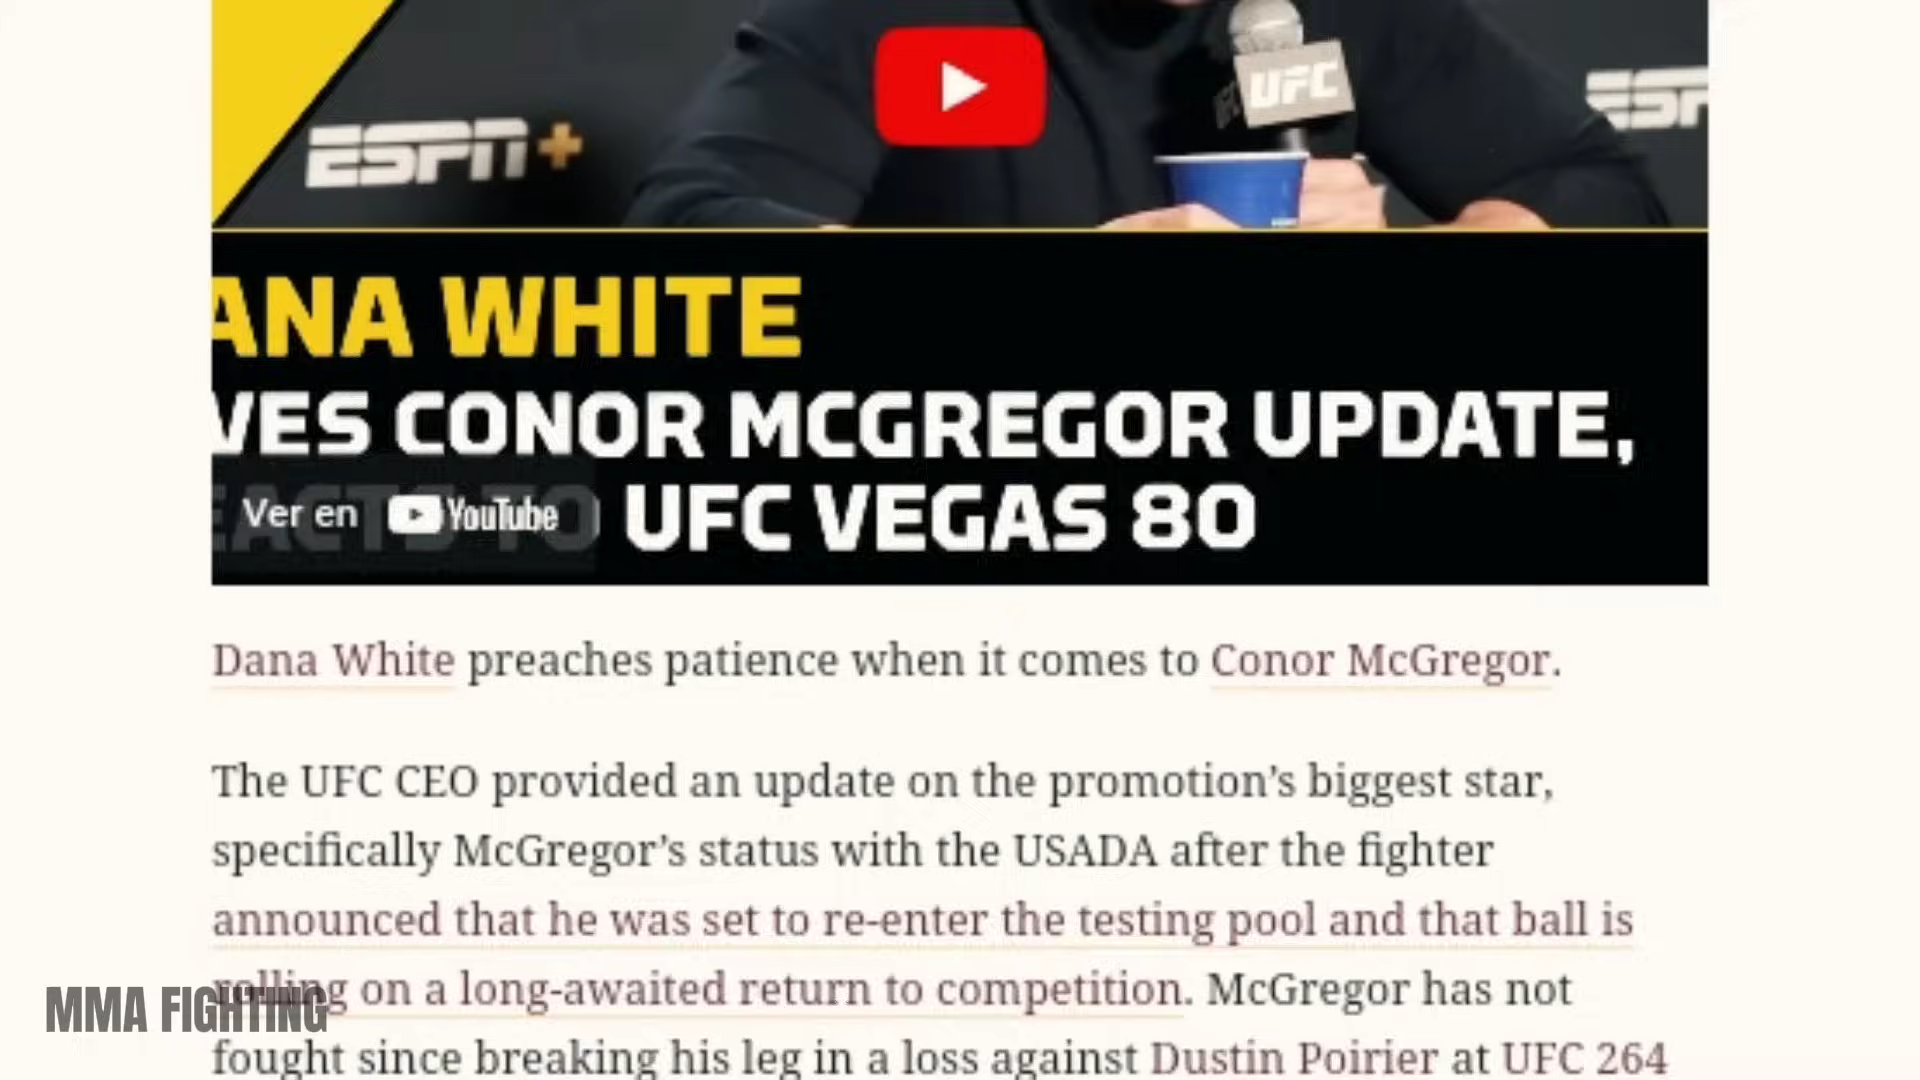 UFC
ESPN+
ESP
ANA WHITE
VES CONOR MCGREGOR UPDATE,
EACTS TO UFC VEGAS 80
Ver en YouTube
Dana White preaches patience when it comes to Conor McGregor.
The UFC CEO provided an update on the promotion’s biggest star,
specifically McGregor’s status with the USADA after the fighter
announced that he was set to re-enter the testing pool and that ball is
rolling on a long-awaited return to competition. McGregor has not
MMA FIGHTING
fought since breaking his leg in a loss against Dustin Poirier at UFC 264